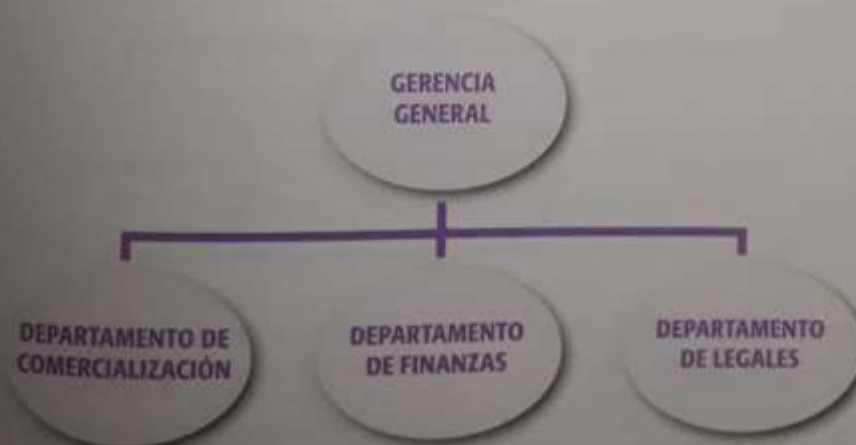 GERENCIA
GENERAL
DEPARTAMENTO DE
COMERCIALIZACIÓN
DEPARTAMENTO
DE FINANZAS
DEPARTAMENTO
DE LEGALES